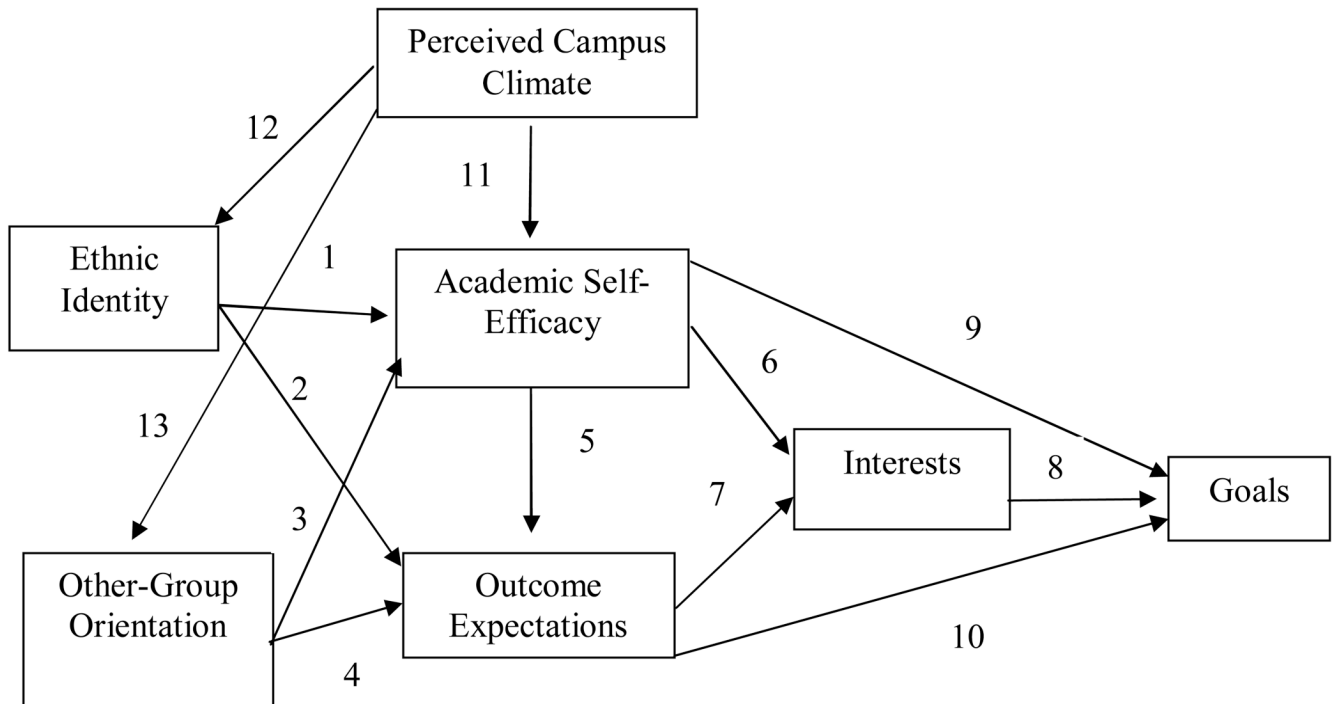 Perceived Campus
Climate
12
11
Ethnic
Identity
1
Academic Self-
Efficacy
9
6
2
13
5
Interests
8
Goals
7
3
Other-Group
Orientation
Outcome
Expectations
10
4